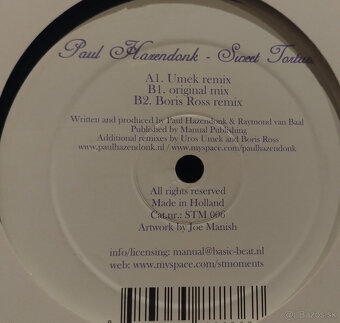 Paul Hazendonk - Sweet
A1. Umek remix
B1. original mix
B2. Boris Ross remix
Written and produced by Paul Hazendonk & Raymond van Baal
Published by Manual Publishing
Additional remixes by Uros Umek and Boris Ross
www.paulhazendonk.nl / www.myspace.com/paulhazendonk
All rights reserved
Made in Holland
Cat.nr.: STM 006
Artwork by Joe Manish
info/licensing: manual@basic-beat.nl
web: www.myspace.com/stmoments
Bazos.sk